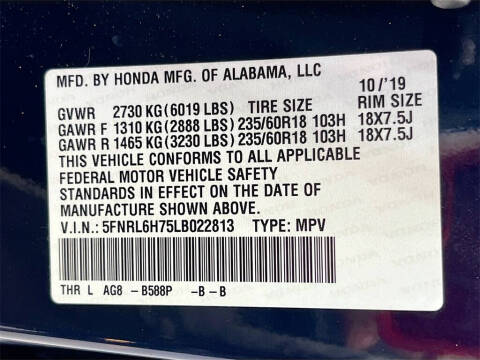 MFD. BY HONDA MFG. OF ALABAMA, LLC 10/'19
GVWR 2730 KG (6019 LBS) TIRE SIZE RIM SIZE
GAWR F 1310 KG (2888 LBS) 235/60R18 103H 18X7.5J
GAWR R 1465 KG (3230 LBS) 235/60R18 103H 18X7.5J
THIS VEHICLE CONFORMS TO ALL APPLICABLE
FEDERAL MOTOR VEHICLE SAFETY
STANDARDS IN EFFECT ON THE DATE OF
MANUFACTURE SHOWN ABOVE.
V.I.N.: 5FNRL6H75LB022813 TYPE: MPV
THR L AG8 - B588P -B - B